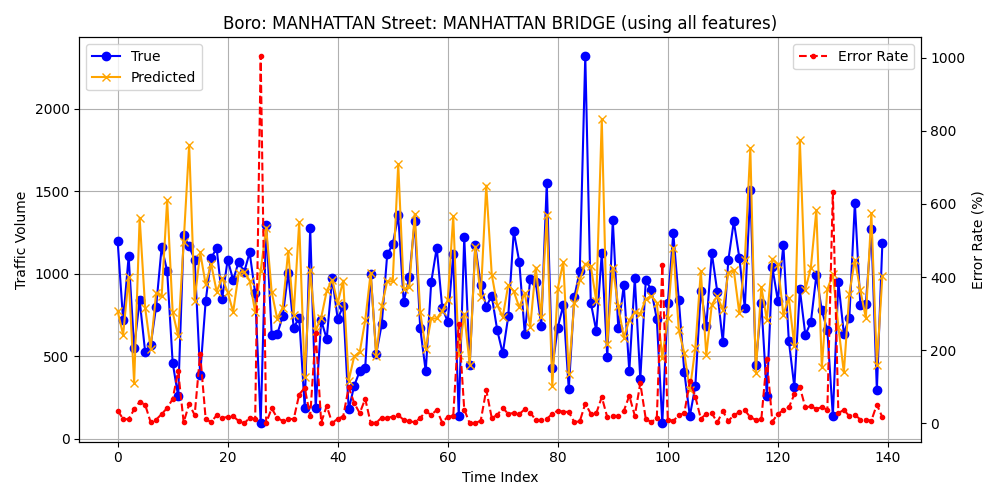 Boro: MANHATTAN Street: MANHATTAN BRIDGE (using all features)
True
Predicted
Error Rate
Traffic Volume
2000
1500
1000
500
0
1000
800
600
400
200
0
Error Rate (%)
0 20 40 60 80 100 120 140
Time Index